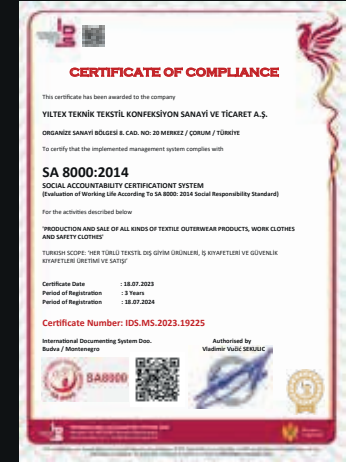 CERTIFICATE OF COMPLIANCE
This certificate has been awarded to the company
YILTEX TEKNİK TEKSTİL KONFEKSİYON SANAYİ VE TİCARET A.Ş.
ORGANİZE SANAYİ BÖLGESİ 8. CAD. NO: 20 MERKEZ / ÇORUM / TÜRKİYE
To certify that the implemented management system complies with
SA 8000:2014
SOCIAL ACCOUNTABILITY CERTIFICATIONT SYSTEM
(Evaluation of Working Life According To SA 8000: 2014 Social Responsibility Standard)
For the activities described below
'PRODUCTION AND SALE OF ALL KINDS OF TEXTILE OUTERWEAR PRODUCTS, WORK CLOTHES
AND SAFETY CLOTHES'
TURKISH SCOPE: 'HER TÜRLÜ TEKSTİL DIŞ GİYİM ÜRÜNLERİ, İŞ KIYAFETLERİ VE GÜVENLİK
KIYAFETLERİ ÜRETİMİ VE SATIŞI'
Certificate Date : 18.07.2023
Period of Registration : 3 Years
Period of Registration : 18.07.2024
Certificate Number: IDS.MS.2023.19225
International Documenting System Doo.
Budva / Montenegro
Authorised by
Vladimir Vučić SEKULIC
SA8000